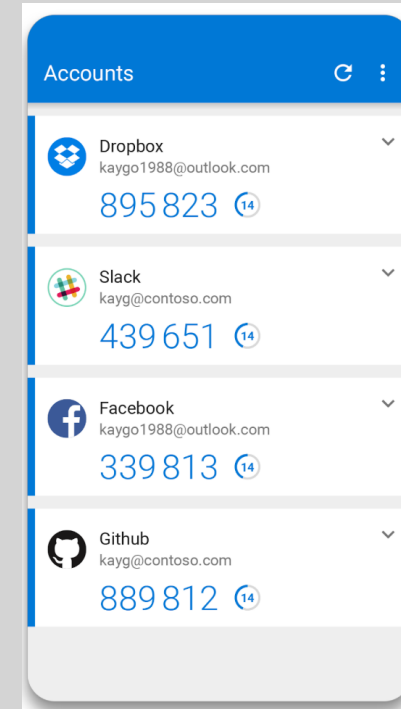 Accounts
Dropbox
kaygo1988@outlook.com
895 823 14
Slack
kayg@contoso.com
439 651 14
Facebook
kaygo1988@outlook.com
339 813 14
Github
kayg@contoso.com
889 812 14